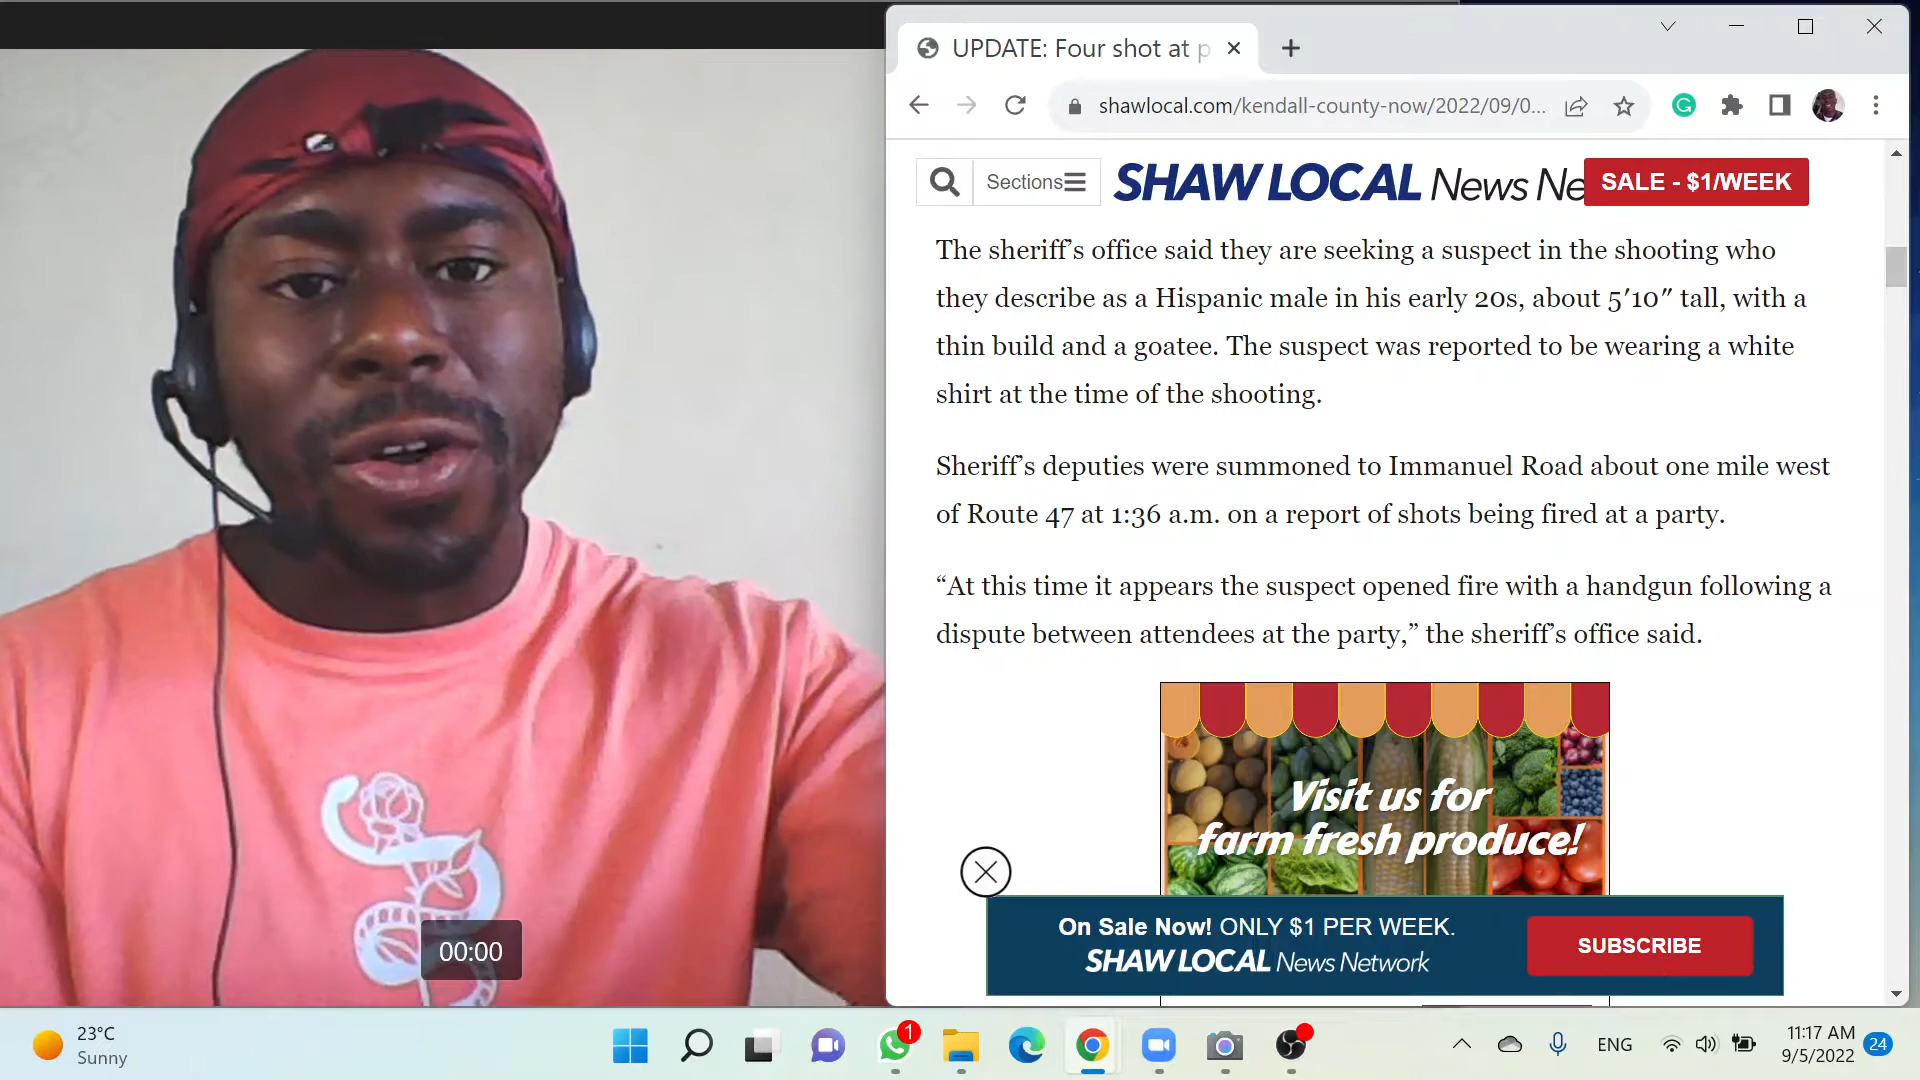 UPDATE: Four shot at p
shawlocal.com/kendall-county-now/2022/09/0...
Sections
SHAW LOCAL News Ne
SALE - $1/WEEK
The sheriff’s office said they are seeking a suspect in the shooting who
they describe as a Hispanic male in his early 20s, about 5′10″ tall, with a
thin build and a goatee. The suspect was reported to be wearing a white
shirt at the time of the shooting.
Sheriff’s deputies were summoned to Immanuel Road about one mile west
of Route 47 at 1:36 a.m. on a report of shots being fired at a party.
“At this time it appears the suspect opened fire with a handgun following a
dispute between attendees at the party,” the sheriff’s office said.
Visit us for
farm fresh produce!
On Sale Now! ONLY $1 PER WEEK.
SHAW LOCAL News Network
SUBSCRIBE
00:00
23°C
Sunny
1
ENG
11:17 AM
9/5/2022
24